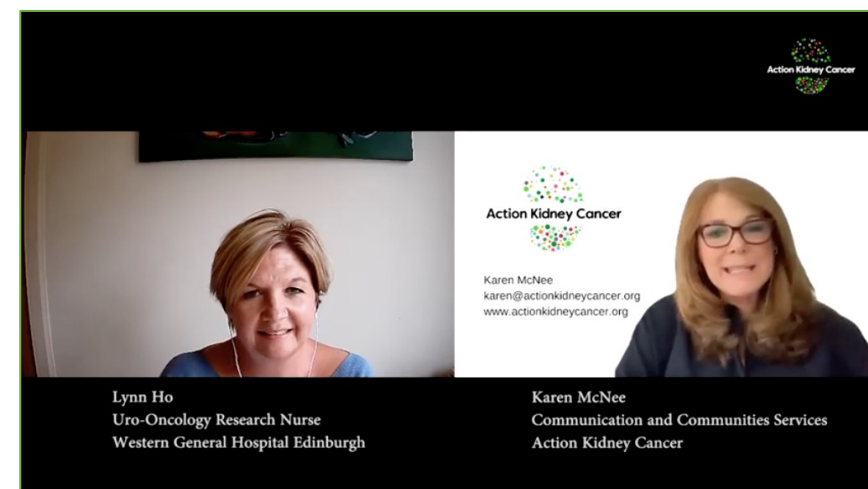 Action Kidney Cancer
Action Kidney Cancer
Karen McNee
karen@actionkidneycancer.org
www.actionkidneycancer.org
Lynn Ho
Uro-Oncology Research Nurse
Western General Hospital Edinburgh
Karen McNee
Communication and Communities Services
Action Kidney Cancer